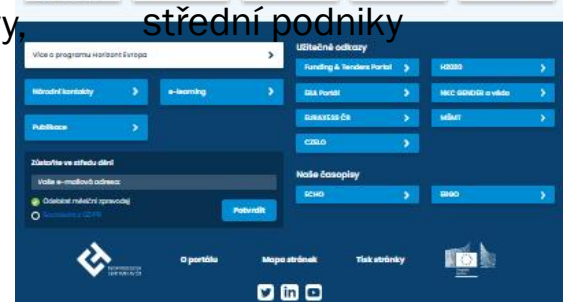 y,
střední podniky
Více o programu Horizont Evropa
Národní kontakty
e-learning
Publikace
Zůstaňte ve středu dění
Vaše e-mailová adresa:
Odebírat měsíční zpravodaj
Potvrdit
Užitečné odkazy
Funding & Tenders Portal
H2020
ERA Portál
NKC GENDER a věda
EURAXESS ČR
MŠMT
CZELO
Naše časopisy
ECHO
ERGO
O portálu
Mapa stránek
Tisk stránky